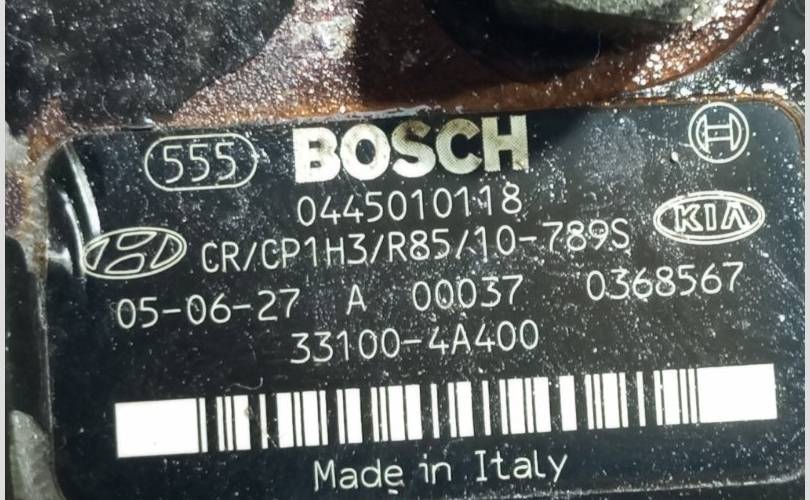 555 BOSCH
0445010118
CR/CP1H3/R85/10-789S KIA
05-06-27 A 00037 0368567
33100-4A400
Made in Italy